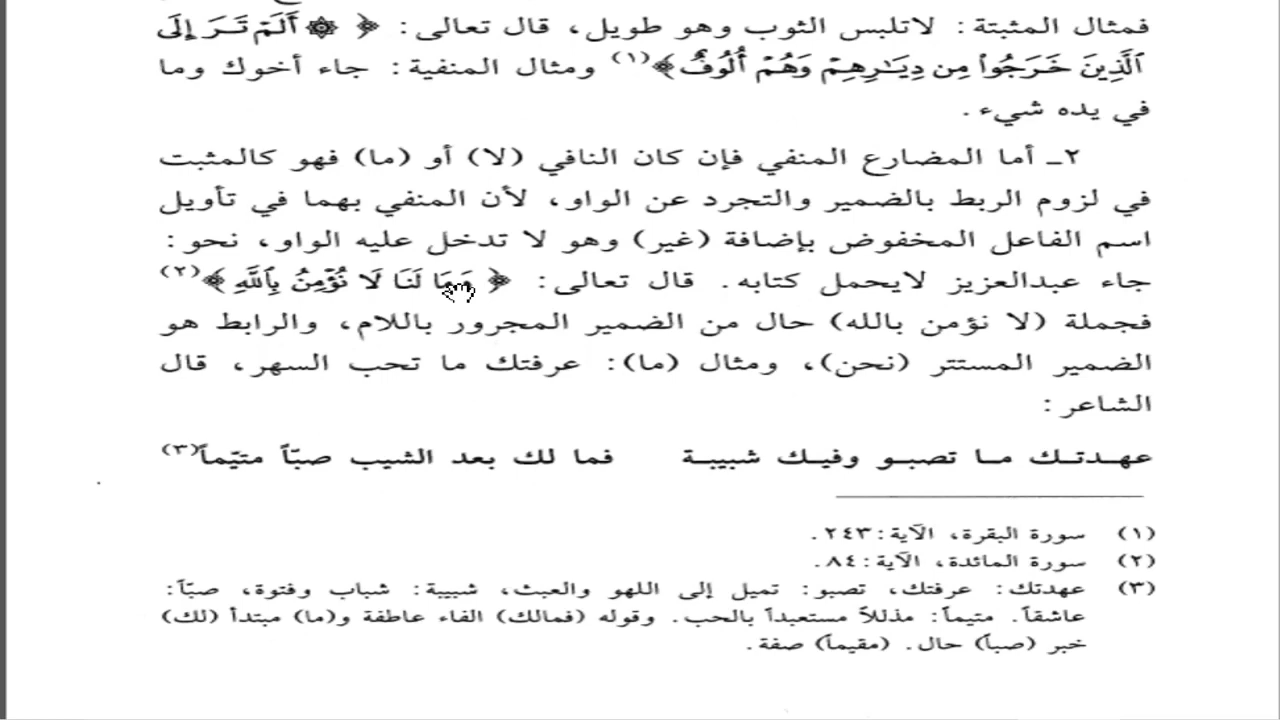 فمثال المثبتة: لاتلبس الثوب وهو طويل، قال تعالى: ﴿ ۞ أَلَمْ تَرَ إِلَى
ٱلَّذِينَ خَرَجُوا۟ مِن دِيَـٰرِهِمْ وَهُمْ أُلُوفٌ﴾(١) ومثال المنفية: جاء أخوك وما
في يده شيء.
٢ـ أما المضارع المنفي فإن كان النافي (لا) أو (ما) فهو كالمثبت
في لزوم الربط بالضمير والتجرد عن الواو، لأن المنفي بهما في تأويل
اسم الفاعل المخفوض بإضافة (غير) وهو لا تدخل عليه الواو، نحو:
جاء عبدالعزيز لايحمل كتابه. قال تعالى: ﴿ وَمَا لَنَا لَا نُؤْمِنُ بِٱللَّهِ ﴾(٢)
فجملة (لا نؤمن بالله) حال من الضمير المجرور باللام، والرابط هو
الضمير المستتر (نحن)، ومثال (ما): عرفتك ما تحب السهر، قال
الشاعر:
عهدتك ما تصبو وفيك شبيبة فما لك بعد الشيب صبّاً متيّماً(٣)
(١) سورة البقرة، الآية: ٢٤٣.
(٢) سورة المائدة، الآية: ٨٤.
(٣) عهدتك: عرفتك، تصبو: تميل إلى اللهو والعبث، شبيبة: شباب وفتوة، صبّاً:
عاشقاً. متيماً: مذللاً مستعبداً بالحب. وقوله (فمالك) الفاء عاطفة و(ما) مبتدأ (لك)
خبر (صباً) حال. (مقيماً) صفة.